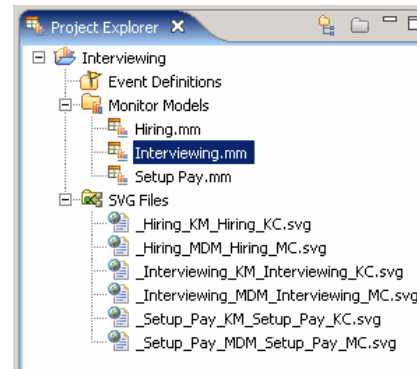 Project Explorer
Interviewing
Event Definitions
Monitor Models
Hiring.mm
Interviewing.mm
Setup Pay.mm
SVG Files
_Hiring_KM_Hiring_KC.svg
_Hiring_MDM_Hiring_MC.svg
_Interviewing_KM_Interviewing_KC.svg
_Interviewing_MDM_Interviewing_MC.svg
_Setup_Pay_KM_Setup_Pay_KC.svg
_Setup_Pay_MDM_Setup_Pay_MC.svg